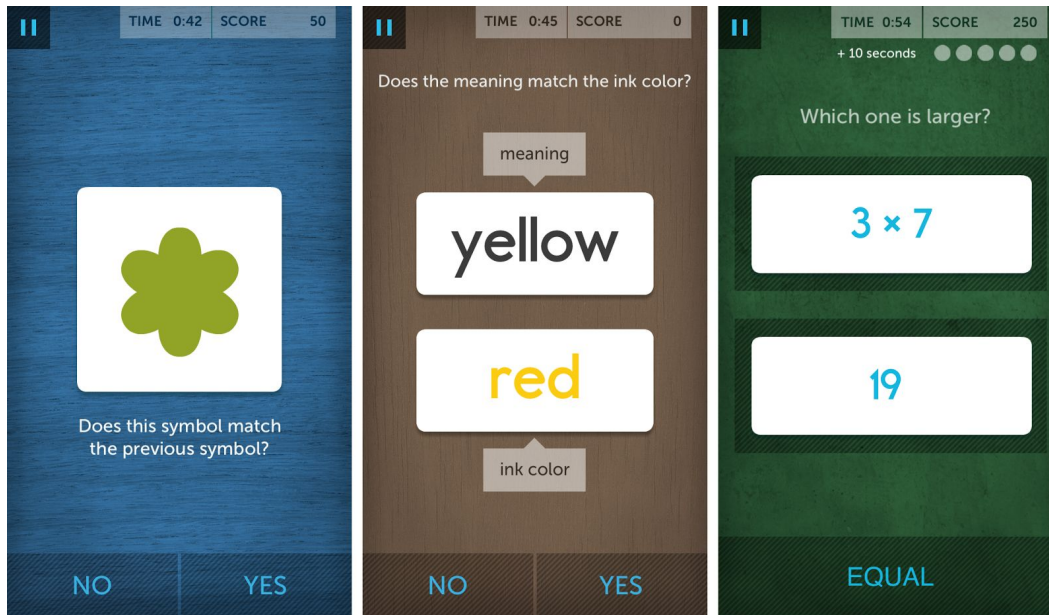 TIME 0:42 SCORE 50
Does this symbol match
the previous symbol?
NO YES
TIME 0:45 SCORE 0
Does the meaning match the ink color?
meaning
yellow
red
ink color
NO YES
TIME 0:54 SCORE 250
+ 10 seconds
Which one is larger?
3 × 7
19
EQUAL